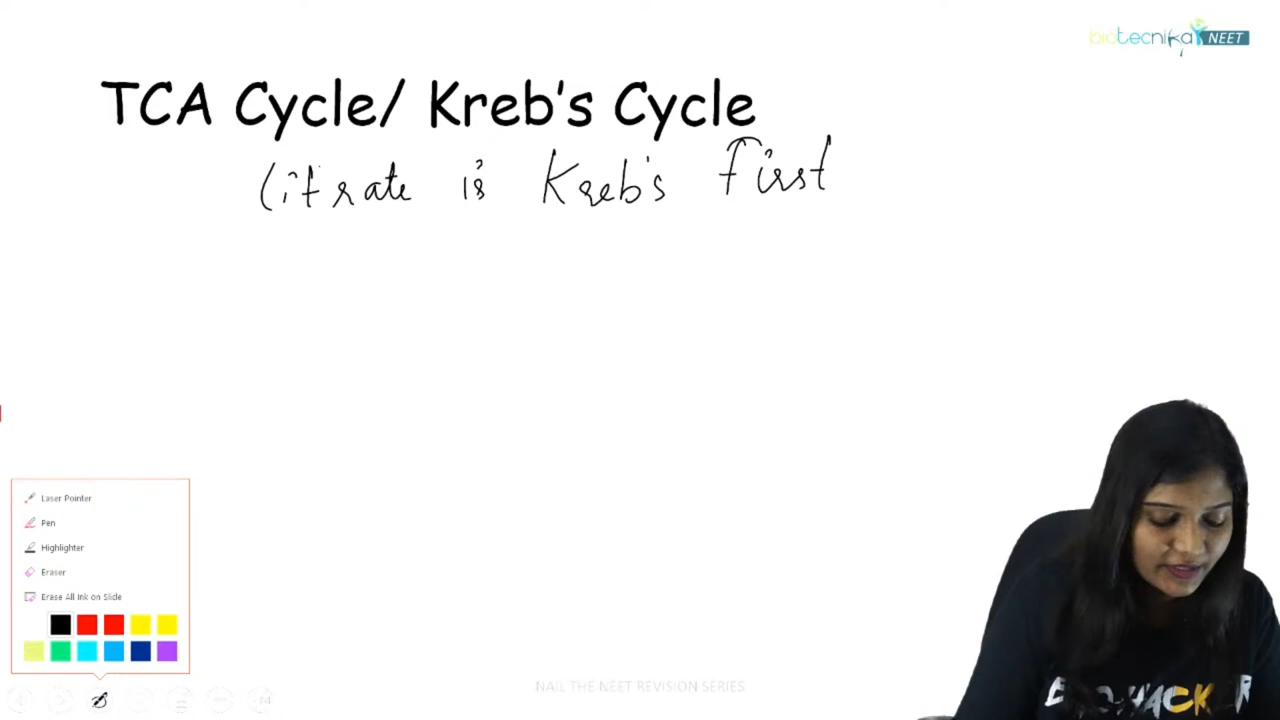 biotecnika NEET
TCA Cycle/ Kreb's Cycle
Citrate is Kreb's first
Laser Pointer
Pen
Highlighter
Eraser
Erase All Ink on Slide
NAIL THE NEET REVISION SERIES